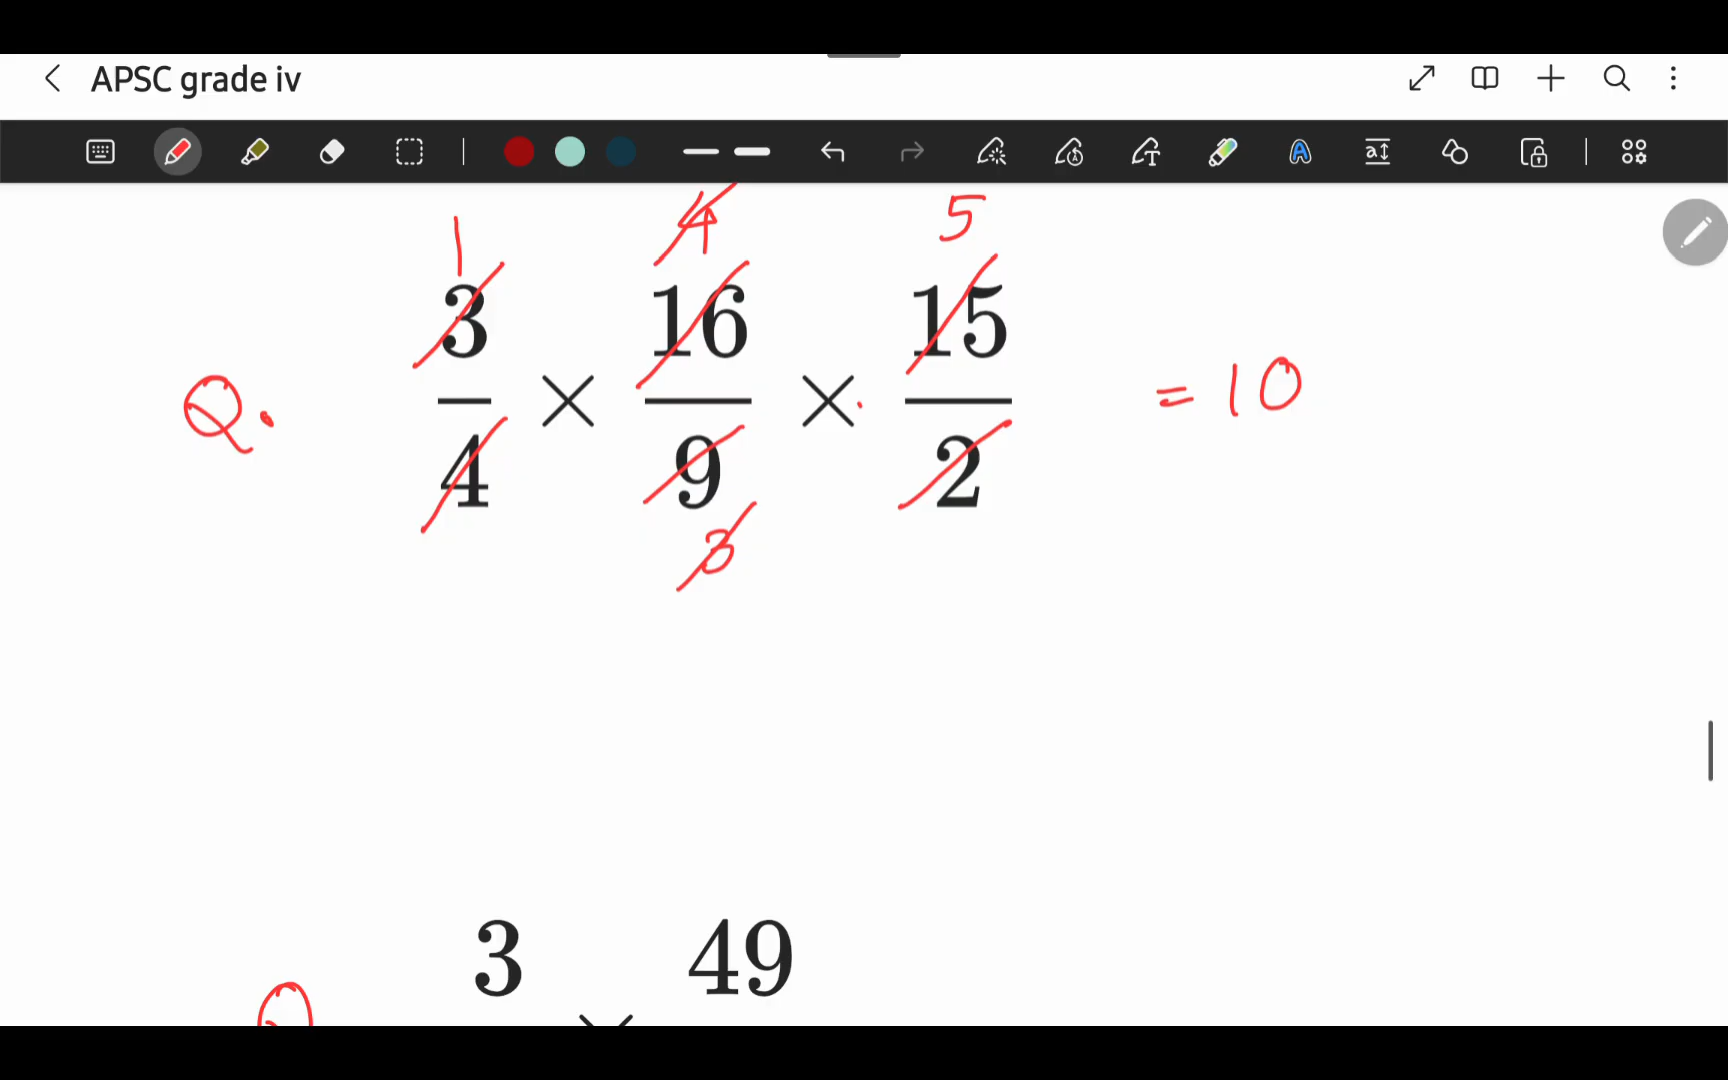 APSC grade iv
1 4 5
Q. 3/4 × 16/9 × 15/2 = 10
3
3 49
Q ×